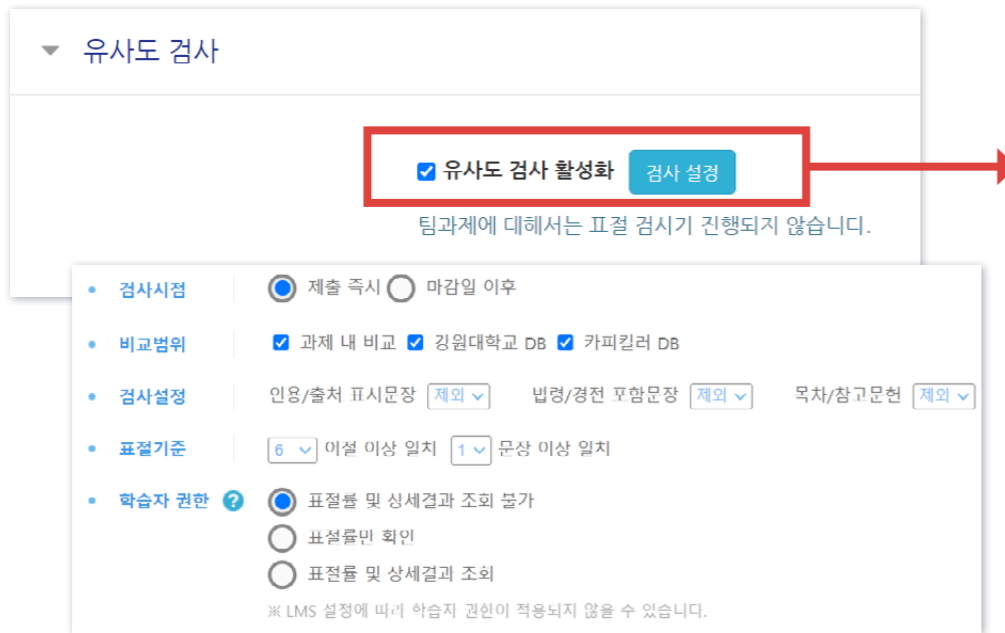 유사도 검사
유사도 검사 활성화 검사 설정
팀과제에 대해서는 표절 검시기 진행되지 않습니다.
검사시점 제출 즉시 마감일 이후
비교범위 과제 내 비교 강원대학교 DB 카피킬러 DB
검사설정 인용/출처 표시문장 제외 법령/경전 포함문장 제외 목차/참고문헌 제외
표절기준 6 어절 이상 일치 1 문장 이상 일치
학습자 권한 ? 표절률 및 상세결과 조회 불가
표절률만 확인
표절률 및 상세결과 조회
※ LMS 설정에 따라 학습자 권한이 적용되지 않을 수 있습니다.